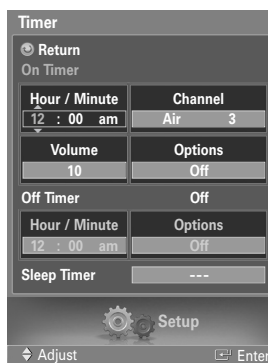 Timer
Return
On Timer
Hour / Minute Channel
12 : 00 am Air 3
Volume Options
10 Off
Off Timer Off
Hour / Minute Options
12 : 00 am Off
Sleep Timer ---
Setup
Adjust Enter